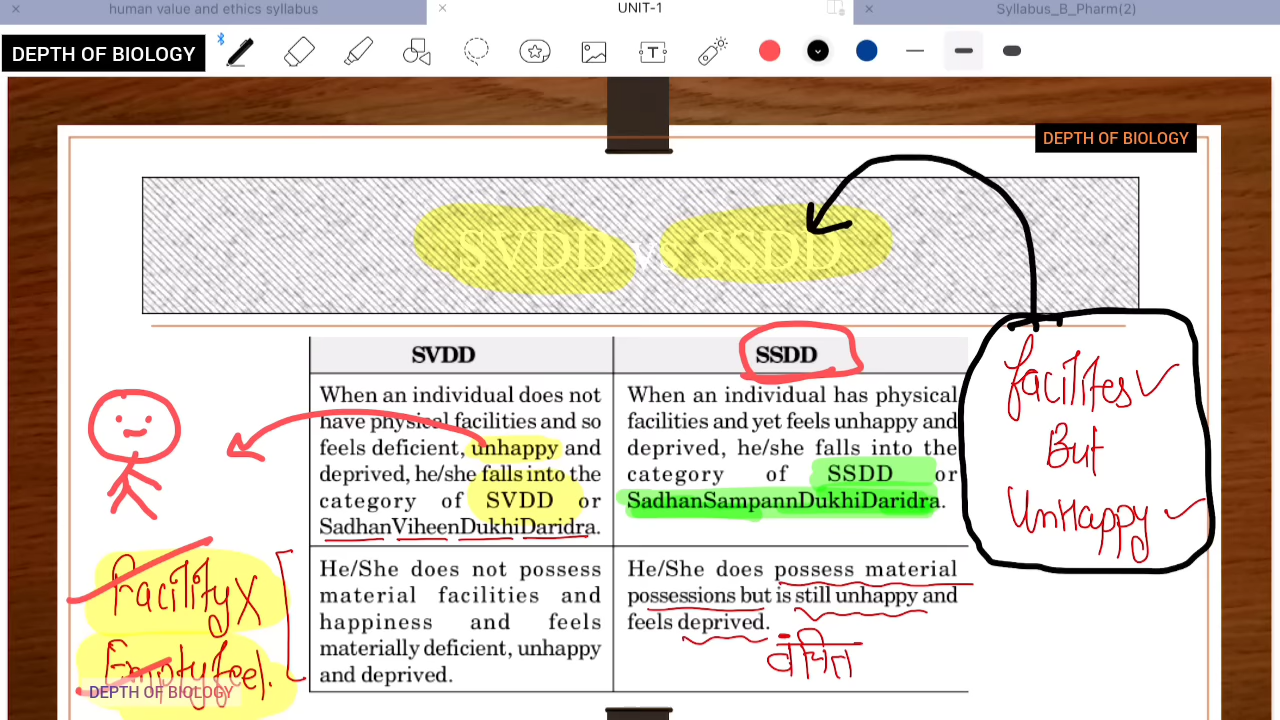 human value and ethics syllabus
UNIT-1
Syllabus_B_Pharm(2)
DEPTH OF BIOLOGY
T
DEPTH OF BIOLOGY
SVDD vs SSDD
SVDD
SSDD
When an individual does not
have physical facilities and so
feels deficient, unhappy and
deprived, he/she falls into the
category of SVDD or
SadhanViheenDukhiDaridra.
When an individual has physical
facilities and yet feels unhappy and
deprived, he/she falls into the
category of SSDD or
SadhanSampannDukhiDaridra.
He/She does not possess
material facilities and
happiness and feels
materially deficient, unhappy
and deprived.
He/She does possess material
possessions but is still unhappy and
feels deprived.
वंचित
facilites ✓
But
UnHappy ✓
Facility X
Empty feel.
DEPTH OF BIOLOGY